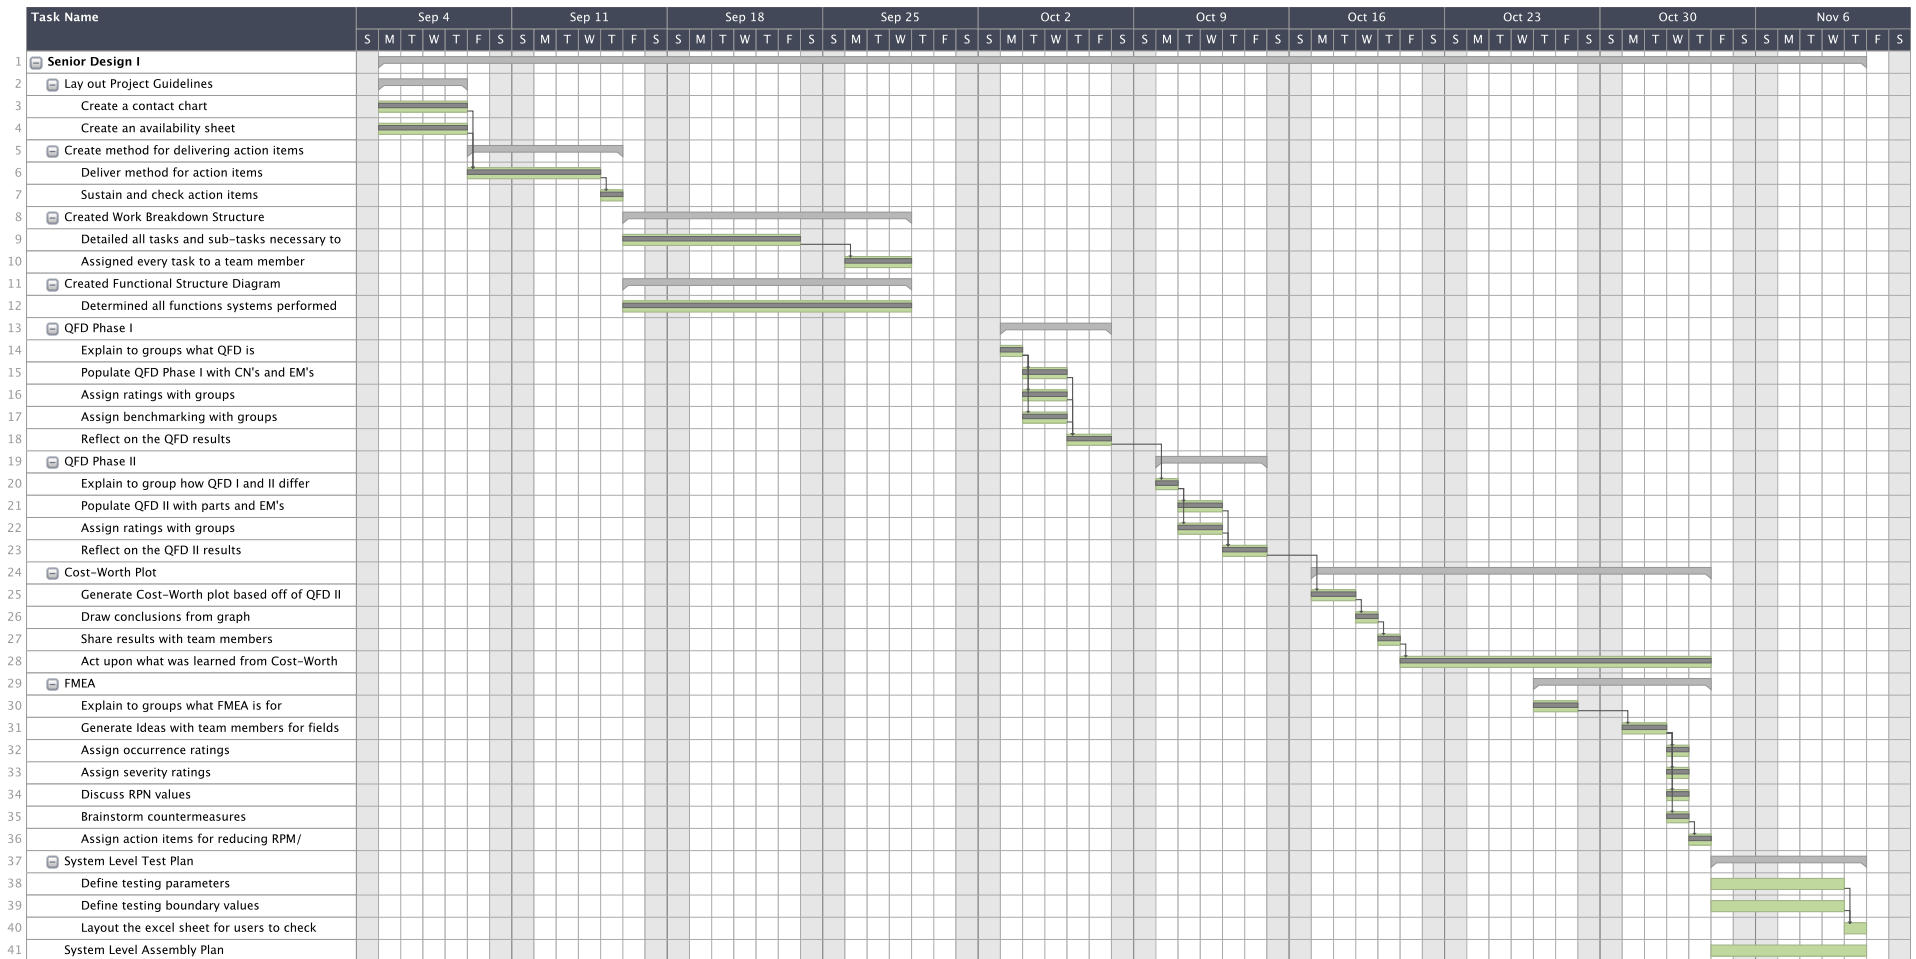 Task Name Sep 4 Sep 11 Sep 18 Sep 25 Oct 2 Oct 9 Oct 16 Oct 23 Oct 30 Nov 6
S M T W T F S S M T W T F S S M T W T F S S M T W T F S S M T W T F S S M T W T F S S M T W T F S S M T W T F S S M T W T F S S M T W T F S
1 Senior Design I
2 Lay out Project Guidelines
3 Create a contact chart
4 Create an availability sheet
5 Create method for delivering action items
6 Deliver method for action items
7 Sustain and check action items
8 Created Work Breakdown Structure
9 Detailed all tasks and sub-tasks necessary to
10 Assigned every task to a team member
11 Created Functional Structure Diagram
12 Determined all functions systems performed
13 QFD Phase I
14 Explain to groups what QFD is
15 Populate QFD Phase I with CN's and EM's
16 Assign ratings with groups
17 Assign benchmarking with groups
18 Reflect on the QFD results
19 QFD Phase II
20 Explain to group how QFD I and II differ
21 Populate QFD II with parts and EM's
22 Assign ratings with groups
23 Reflect on the QFD II results
24 Cost-Worth Plot
25 Generate Cost-Worth plot based off of QFD II
26 Draw conclusions from graph
27 Share results with team members
28 Act upon what was learned from Cost-Worth
29 FMEA
30 Explain to groups what FMEA is for
31 Generate Ideas with team members for fields
32 Assign occurrence ratings
33 Assign severity ratings
34 Discuss RPN values
35 Brainstorm countermeasures
36 Assign action items for reducing RPM/
37 System Level Test Plan
38 Define testing parameters
39 Define testing boundary values
40 Layout the excel sheet for users to check
41 System Level Assembly Plan